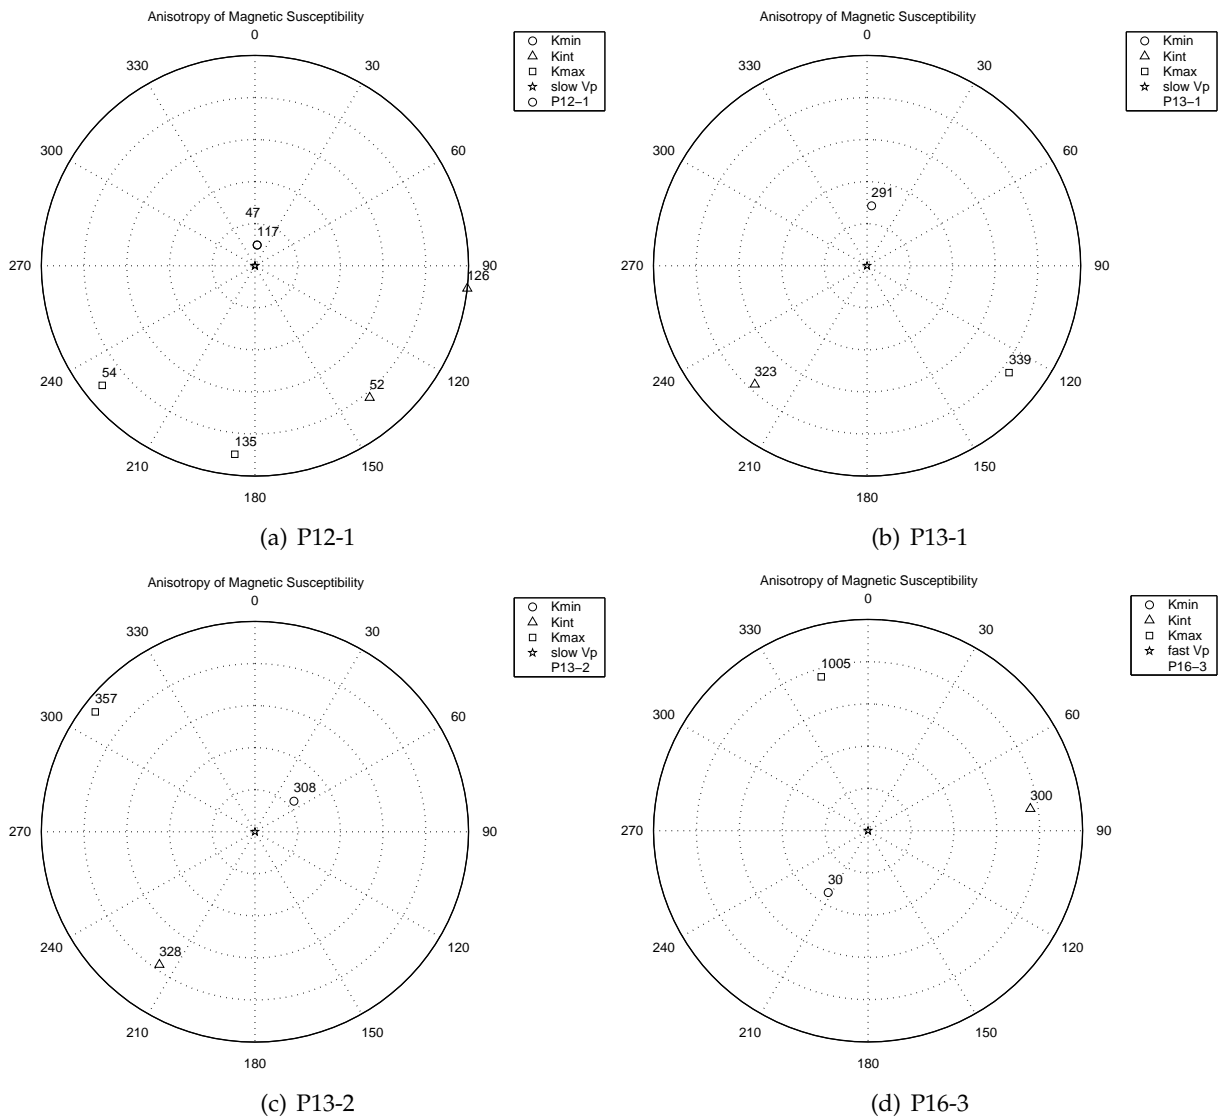 Anisotropy of Magnetic Susceptibility
0
30
60
90
120
150
180
210
240
270
300
330
47
117
126
52
135
54
Kmin
Kint
Kmax
slow Vp
P12−1
(a) P12-1
Anisotropy of Magnetic Susceptibility
0
30
60
90
120
150
180
210
240
270
300
330
291
339
323
Kmin
Kint
Kmax
slow Vp
P13−1
(b) P13-1
Anisotropy of Magnetic Susceptibility
0
30
60
90
120
150
180
210
240
270
300
330
357
308
328
Kmin
Kint
Kmax
slow Vp
P13−2
(c) P13-2
Anisotropy of Magnetic Susceptibility
0
30
60
90
120
150
180
210
240
270
300
330
1005
300
30
Kmin
Kint
Kmax
fast Vp
P16−3
(d) P16-3